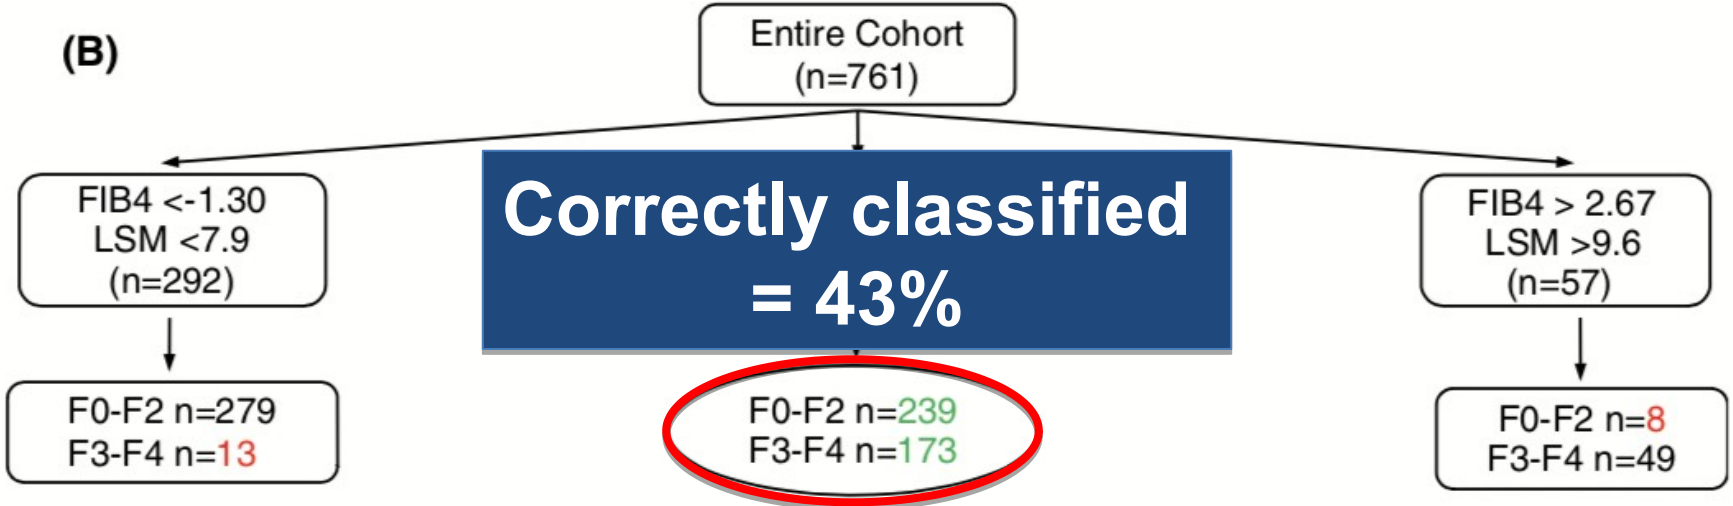 (B)
Entire Cohort
(n=761)
FIB4 <-1.30
LSM <7.9
(n=292)
Correctly classified
= 43%
FIB4 > 2.67
LSM >9.6
(n=57)
F0-F2 n=279
F3-F4 n=13
F0-F2 n=239
F3-F4 n=173
F0-F2 n=8
F3-F4 n=49